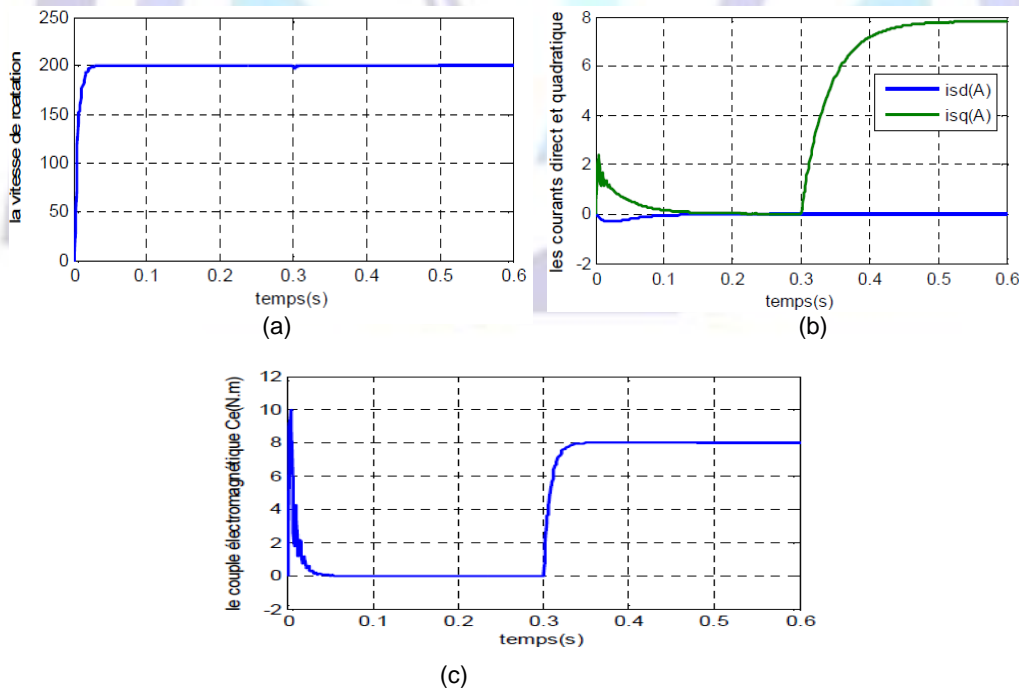 la vitesse de roatation
250
200
150
100
50
0
0 0.1 0.2 0.3 0.4 0.5 0.6
temps(s)
(a)
les courants direct et quadratique
8
6
4
2
0
-2
isd(A)
isq(A)
0 0.1 0.2 0.3 0.4 0.5 0.6
temps(s)
(b)
le couple électromagnétique Ce(N.m)
12
10
8
6
4
2
0
-2
0 0.1 0.2 0.3 0.4 0.5 0.6
temps(s)
(c)